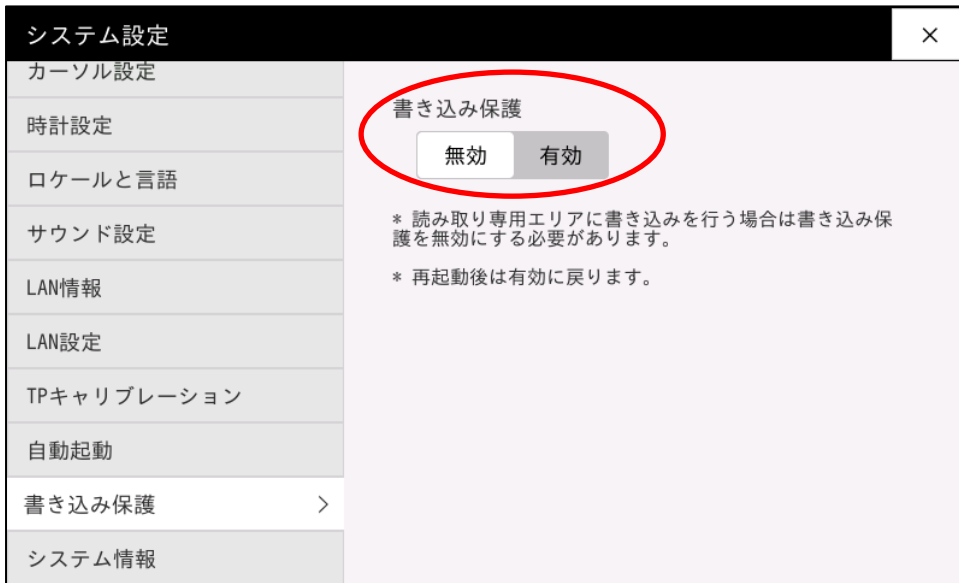 システム設定
×
カーソル設定
時計設定
ロケールと言語
サウンド設定
LAN情報
LAN設定
TPキャリブレーション
自動起動
書き込み保護 >
システム情報
書き込み保護
無効 有効
* 読み取り専用エリアに書き込みを行う場合は書き込み保
護を無効にする必要があります。
* 再起動後は有効に戻ります。